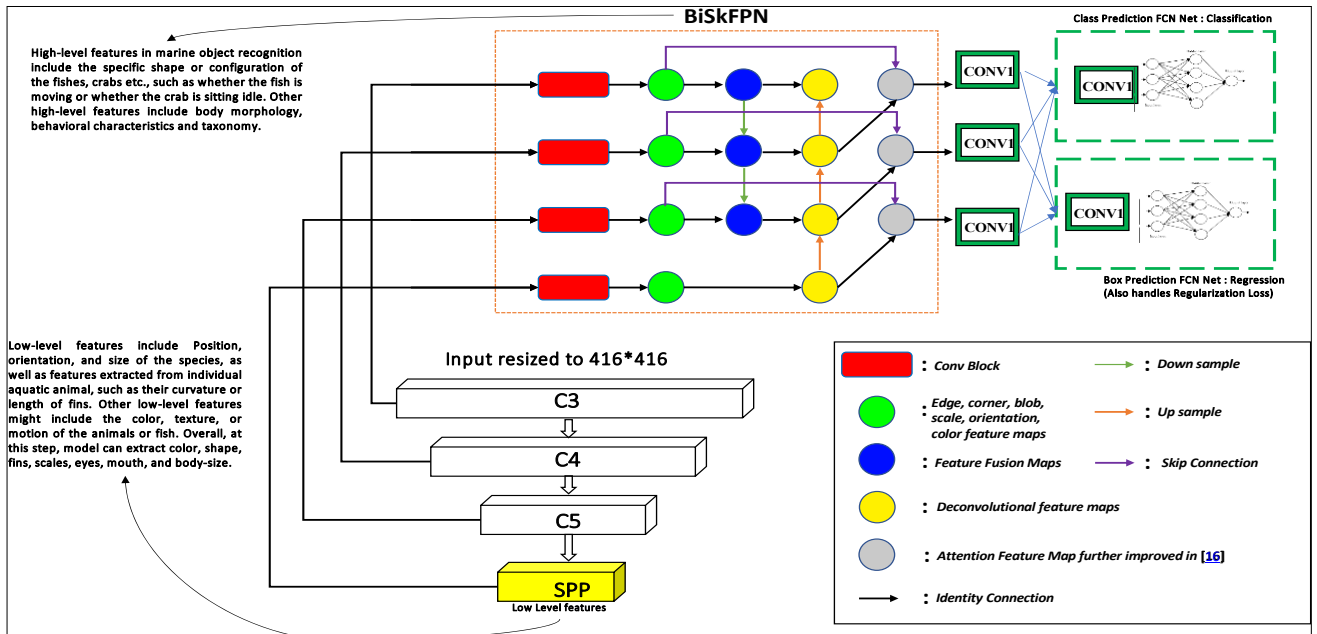 BiSkFPN
Class Prediction FCN Net : Classification
High-level features in marine object recognition
include the specific shape or configuration
of the fishes, crabs etc., such as whether the fish is
moving or whether the crab is sitting idle. Other
high-level features include body morphology,
behavioral characteristics and taxonomy.
CONV1
CONV1
CONV1
CONV1
CONV1
Box Prediction FCN Net : Regression
(Also handles Regularization Loss)
Low-level features include Position,
orientation, and size of the species, as
well as features extracted from individual
aquatic animal, such as their curvature or
length of fins. Other low-level features
might include the color, texture, or
motion of the animals or fish. Overall, at
this step, model can extract color, shape,
fins, scales, eyes, mouth, and body-size.
Input resized to 416*416
C3
C4
C5
SPP
Low Level features
: Conv Block
: Down sample
: Edge, corner, blob,
scale, orientation,
color feature maps
: Up sample
: Feature Fusion Maps
: Skip Connection
: Deconvolutional feature maps
: Attention Feature Map further improved in [16]
: Identity Connection